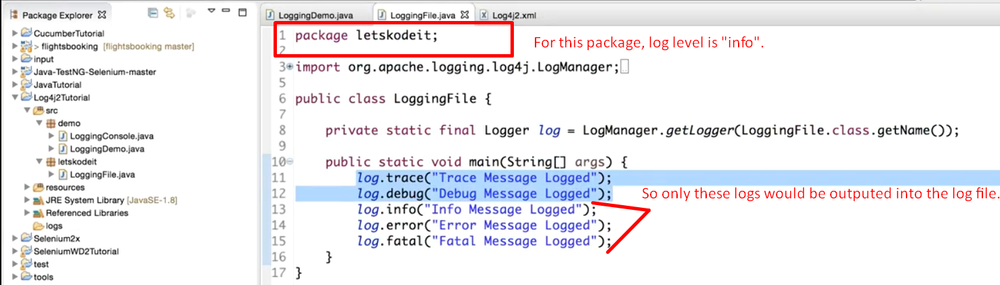 Package Explorer
CucumberTutorial
> flightsbooking [flightsbooking master]
input
Java-TestNG-Selenium-master
JavaTutorial
Log4j2Tutorial
src
demo
LoggingConsole.java
LoggingDemo.java
letskodeit
LoggingFile.java
resources
JRE System Library [JavaSE-1.8]
Referenced Libraries
logs
Selenium2x
SeleniumWD2Tutorial
test
tools
LoggingDemo.java LoggingFile.java Log4j2.xml
1 package letskodeit;
For this package, log level is "info".
2
3 import org.apache.logging.log4j.LogManager;
5
6 public class LoggingFile {
7
8 private static final Logger log = LogManager.getLogger(LoggingFile.class.getName());
9
10 public static void main(String[] args) {
11 log.trace("Trace Message Logged");
12 log.debug("Debug Message Logged");
So only these logs would be outputed into the log file.
13 log.info("Info Message Logged");
14 log.error("Error Message Logged");
15 log.fatal("Fatal Message Logged");
16 }
17 }